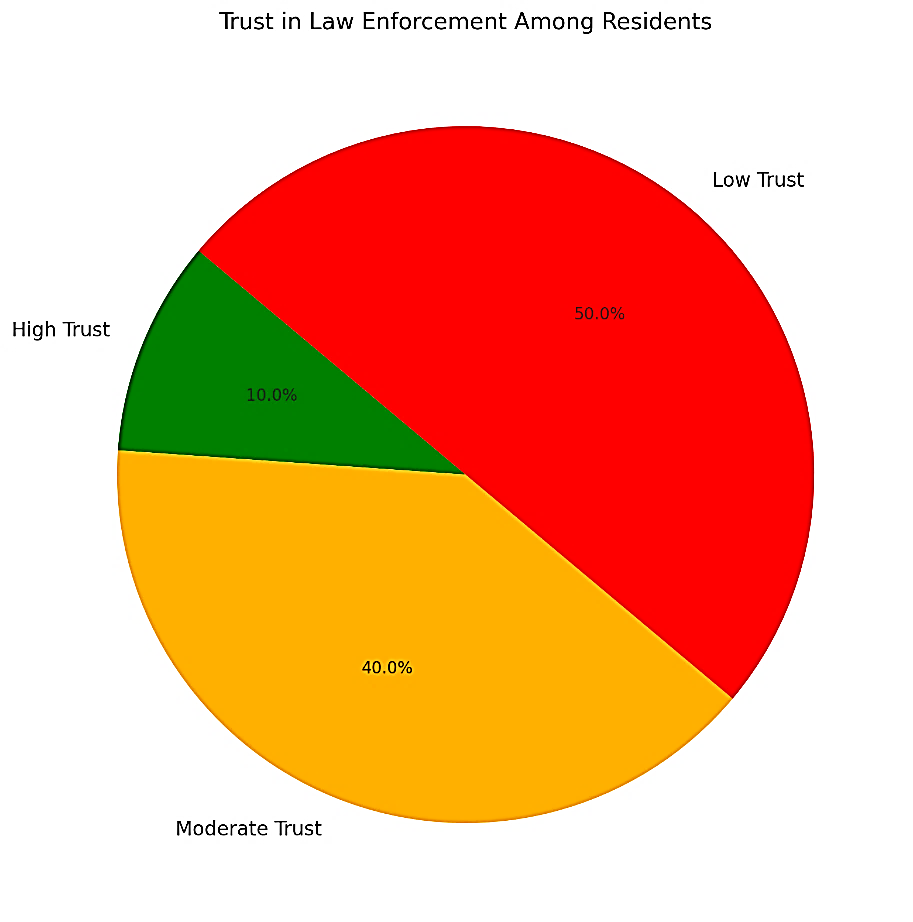 Trust in Law Enforcement Among Residents
Low Trust
50.0%
High Trust
10.0%
40.0%
Moderate Trust